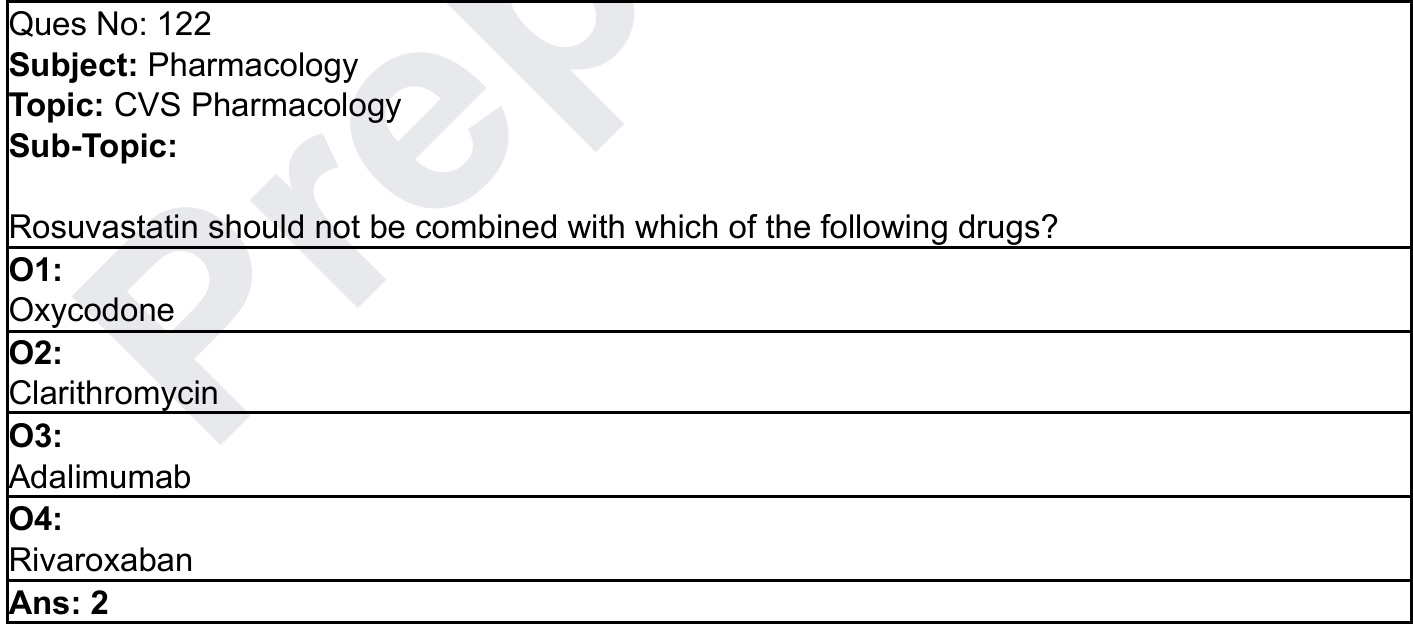 Ques No: 122
Subject: Pharmacology
Topic: CVS Pharmacology
Sub-Topic:
Rosuvastatin should not be combined with which of the following drugs?
O1:
Oxycodone
O2:
Clarithromycin
O3:
Adalimumab
O4:
Rivaroxaban
Ans: 2
Prep